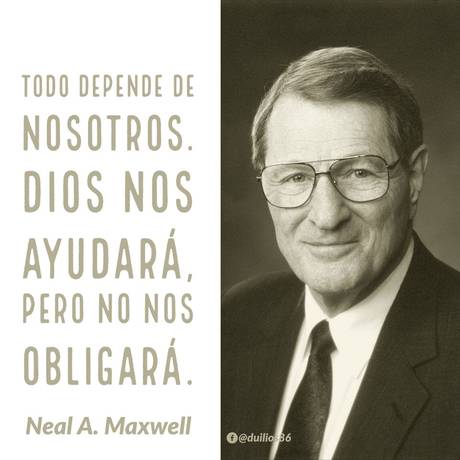 TODO DEPENDE DE
NOSOTROS.
DIOS NOS
AYUDARÁ,
PERO NO NOS
OBLIGARÁ.
Neal A. Maxwell